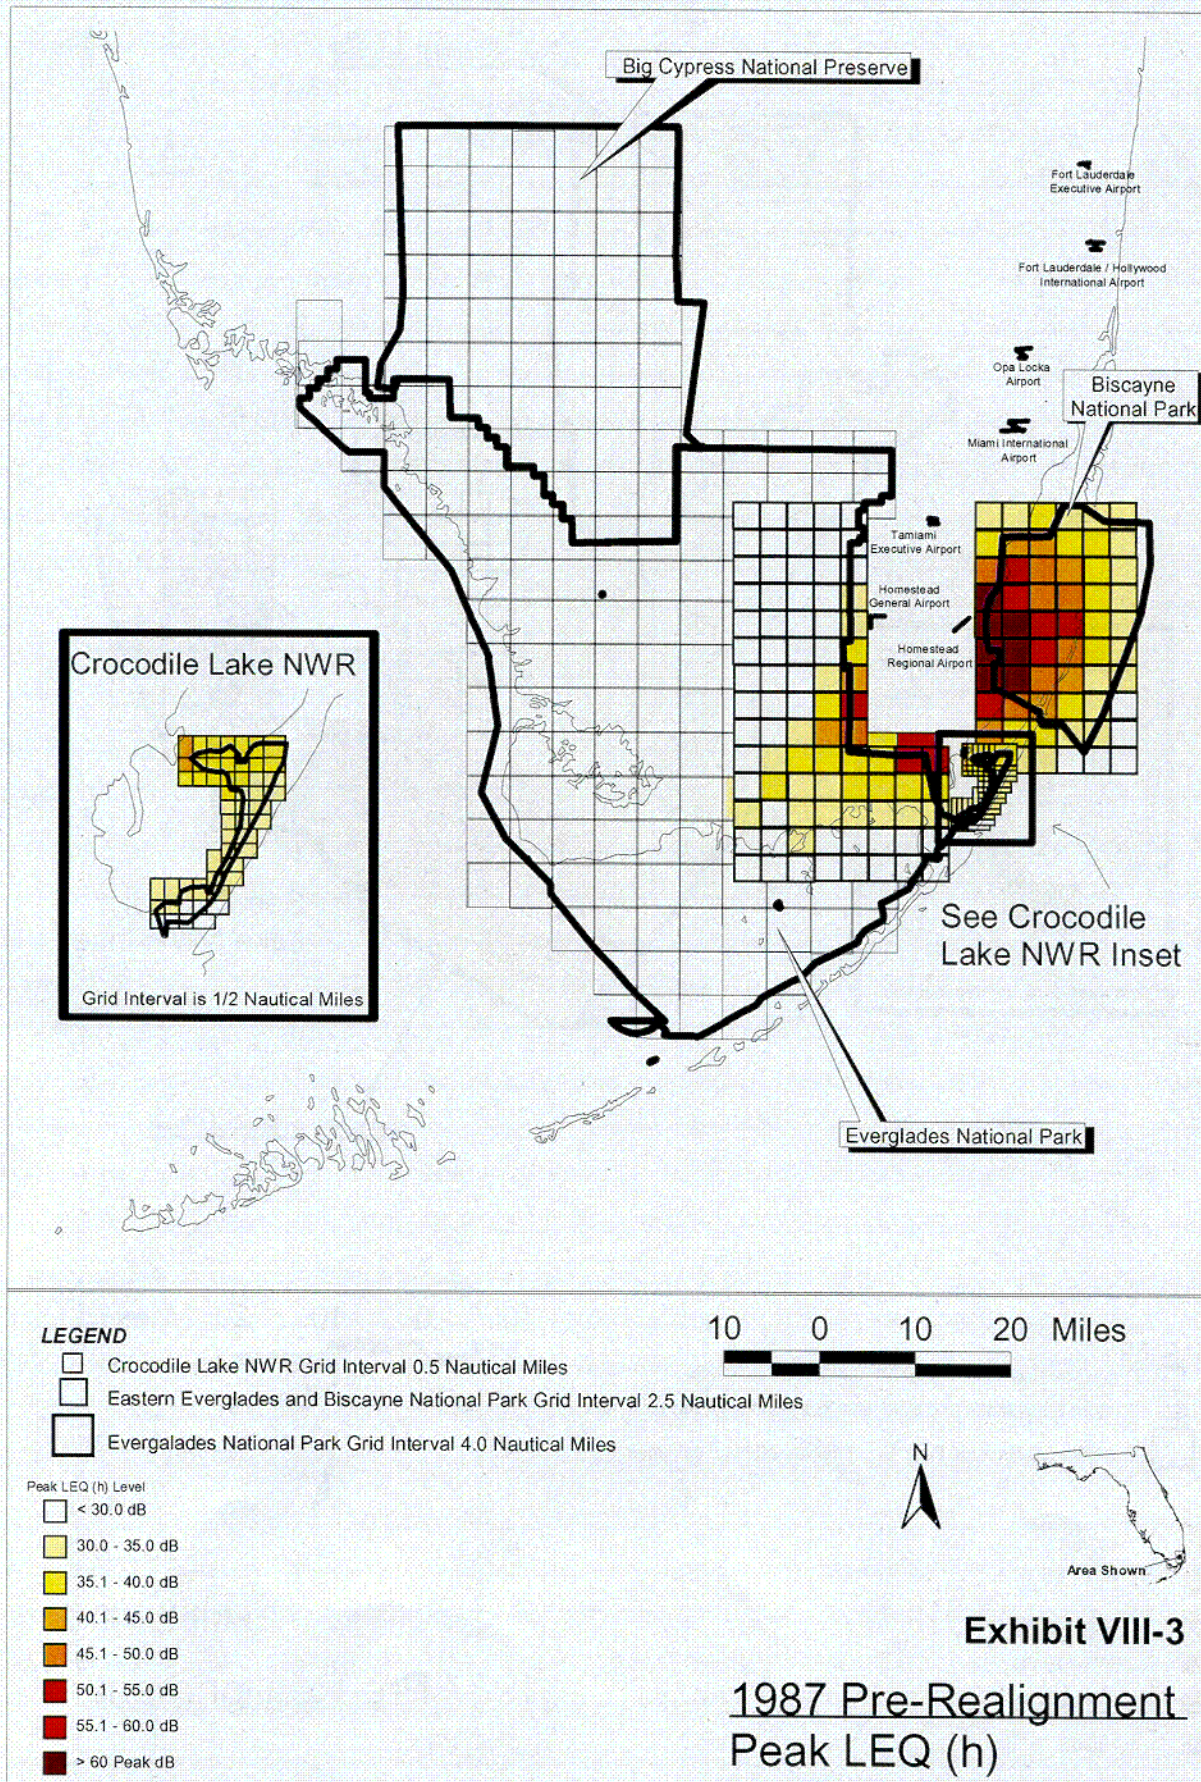 Big Cypress National Preserve
Fort Lauderdale
Executive Airport
Fort Lauderdale / Hollywood
International Airport
Opa Locka
Airport
Biscayne
National Park
Miami International
Airport
Tamiami
Executive Airport
Homestead
General Airport
Homestead
Regional Airport
Crocodile Lake NWR
Grid Interval is 1/2 Nautical Miles
See Crocodile
Lake NWR Inset
Everglades National Park
LEGEND
Crocodile Lake NWR Grid Interval 0.5 Nautical Miles
Eastern Everglades and Biscayne National Park Grid Interval 2.5 Nautical Miles
Evergalades National Park Grid Interval 4.0 Nautical Miles
10 0 10 20 Miles
N
Peak LEQ (h) Level
< 30.0 dB
30.0 - 35.0 dB
35.1 - 40.0 dB
40.1 - 45.0 dB
45.1 - 50.0 dB
50.1 - 55.0 dB
55.1 - 60.0 dB
> 60 Peak dB
Area Shown
Exhibit VIII-3
1987 Pre-Realignment
Peak LEQ (h)